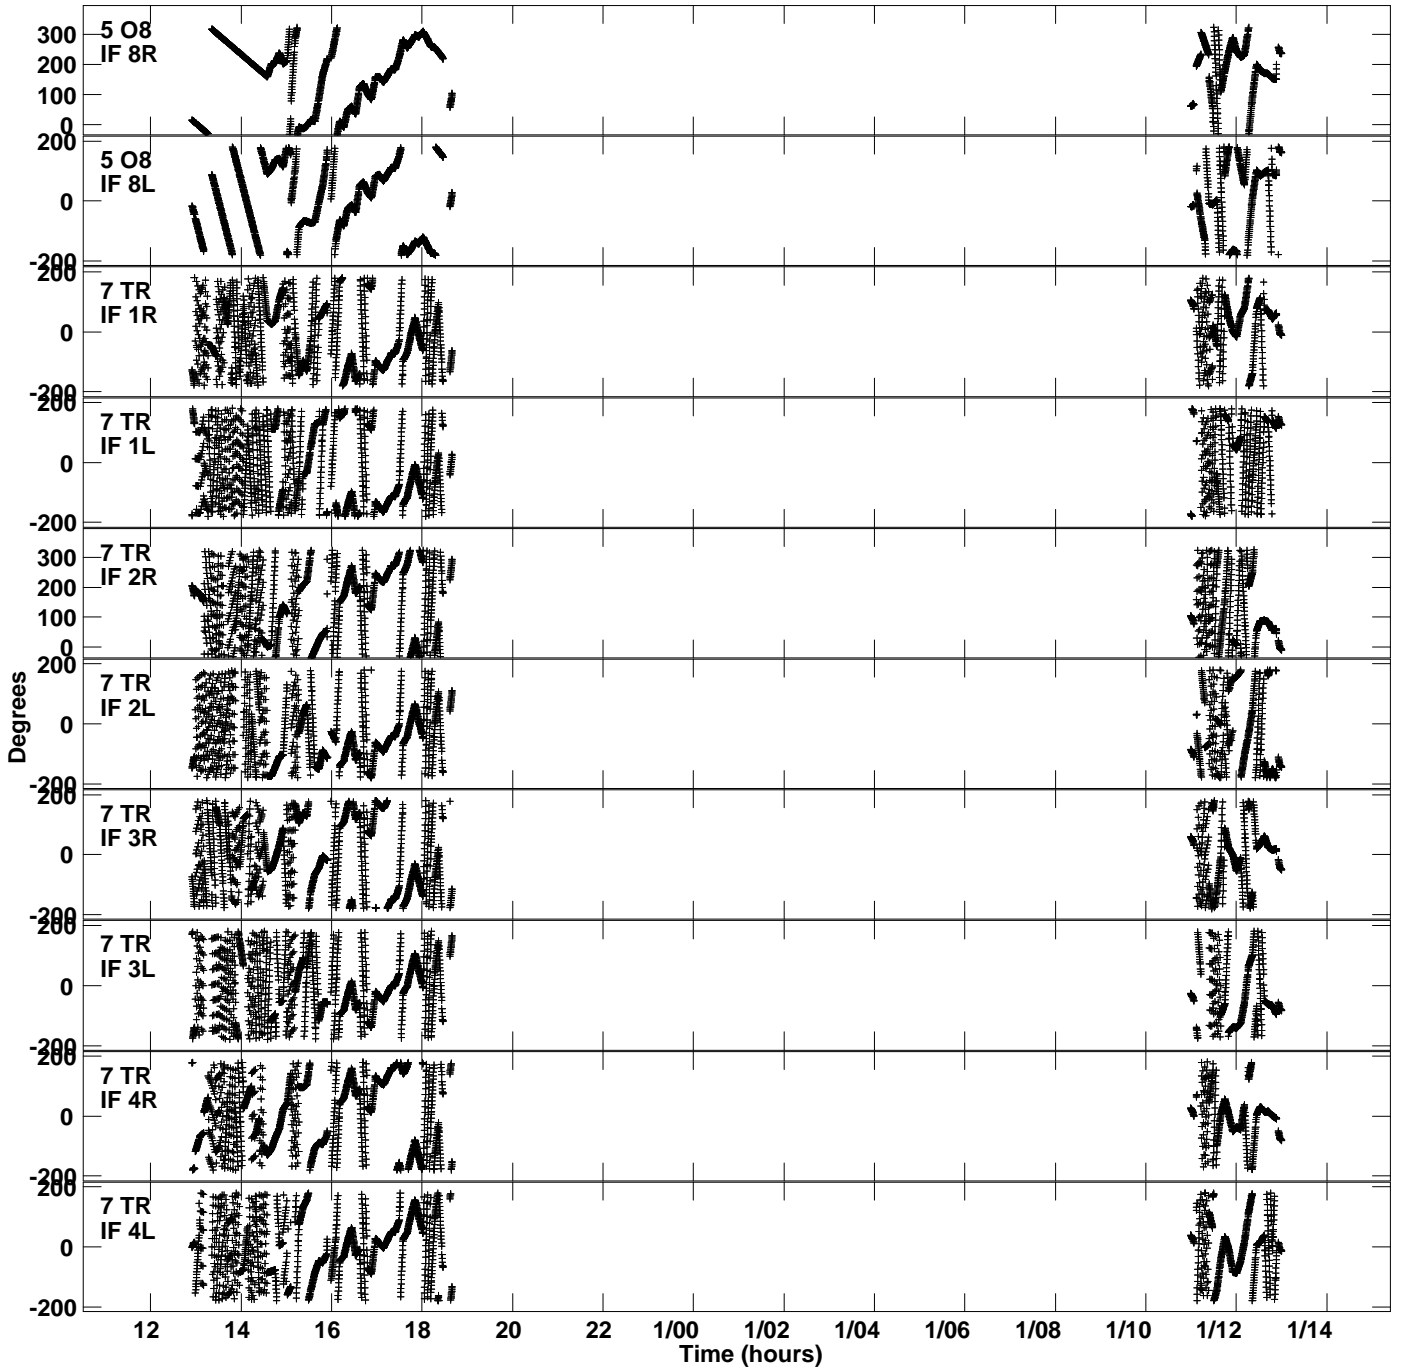 5 O8
IF 8R
300
200
100
0
5 O8
IF 8L
200
0
-200
7 TR
IF 1R
200
0
-200
7 TR
IF 1L
200
0
-200
7 TR
IF 2R
300
200
100
0
7 TR
IF 2L
200
0
-200
7 TR
IF 3R
200
0
-200
7 TR
IF 3L
200
0
-200
7 TR
IF 4R
200
0
-200
7 TR
IF 4L
200
0
-200
Degrees
12 14 16 18 20 22 1/00 1/02 1/04 1/06 1/08 1/10 1/12 1/14
Time (hours)